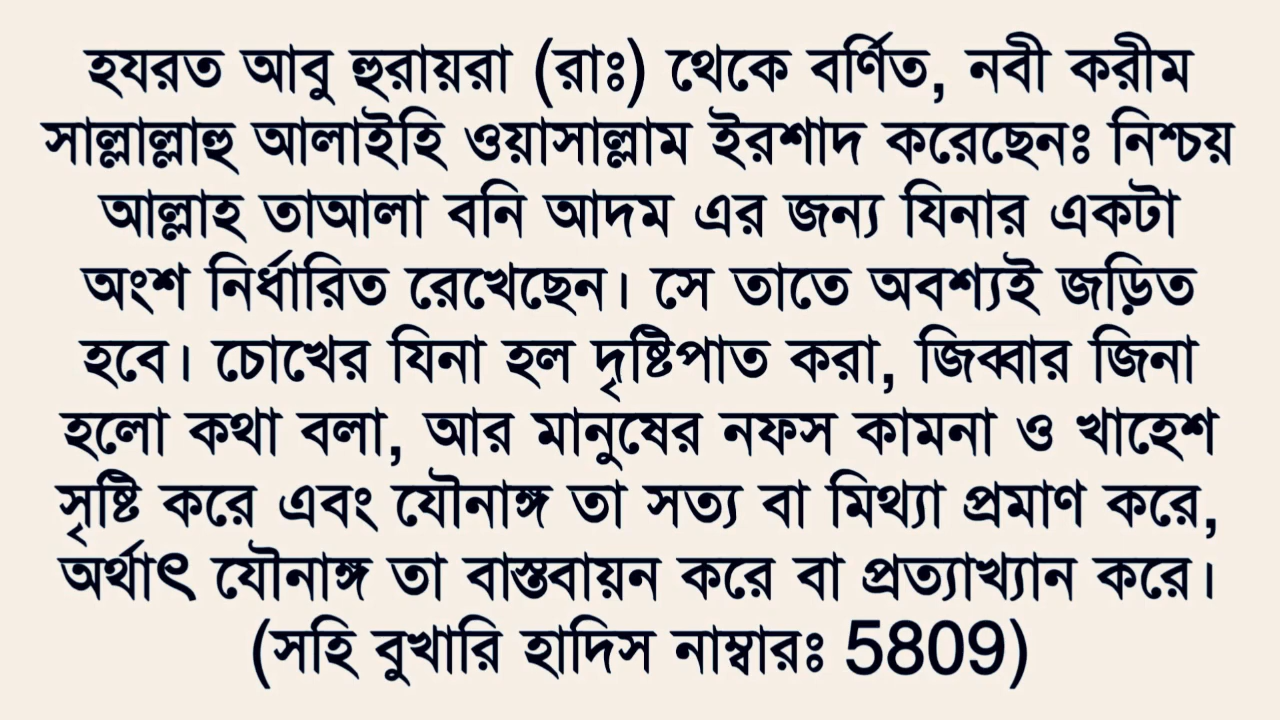 হযরত আবু হুরায়রা (রাঃ) থেকে বর্ণিত, নবী করীম
সাল্লাল্লাহু আলাইহি ওয়াসাল্লাম ইরশাদ করেছেনঃ নিশ্চয়
আল্লাহ তাআলা বনি আদম এর জন্য যিনার একটা
অংশ নির্ধারিত রেখেছেন। সে তাতে অবশ্যই জড়িত
হবে। চোখের যিনা হল দৃষ্টিপাত করা, জিব্বার জিনা
হলো কথা বলা, আর মানুষের নফস কামনা ও খাহেশ
সৃষ্টি করে এবং যৌনাঙ্গ তা সত্য বা মিথ্যা প্রমাণ করে,
অর্থাৎ যৌনাঙ্গ তা বাস্তবায়ন করে বা প্রত্যাখ্যান করে।
(সহি বুখারি হাদিস নাম্বারঃ 5809)